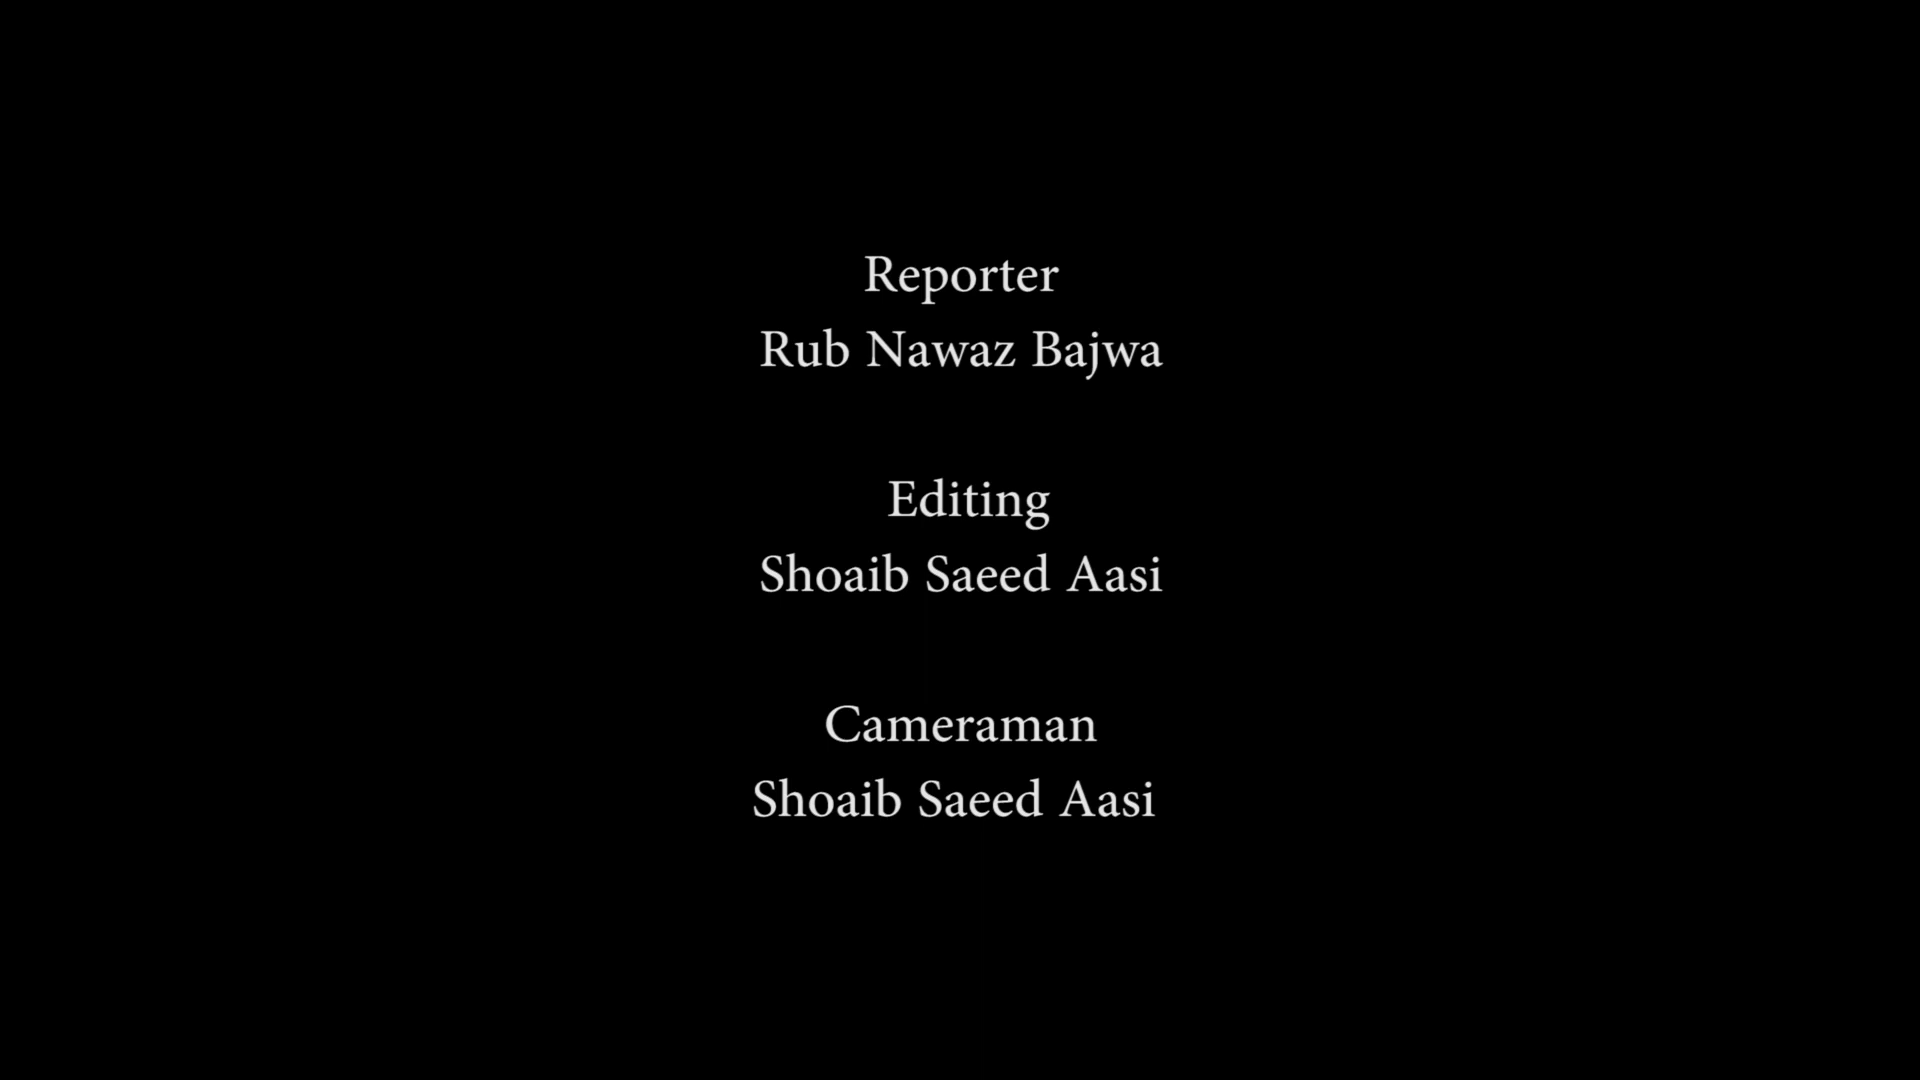 Reporter
Rub Nawaz Bajwa
Editing
Shoaib Saeed Aasi
Cameraman
Shoaib Saeed Aasi